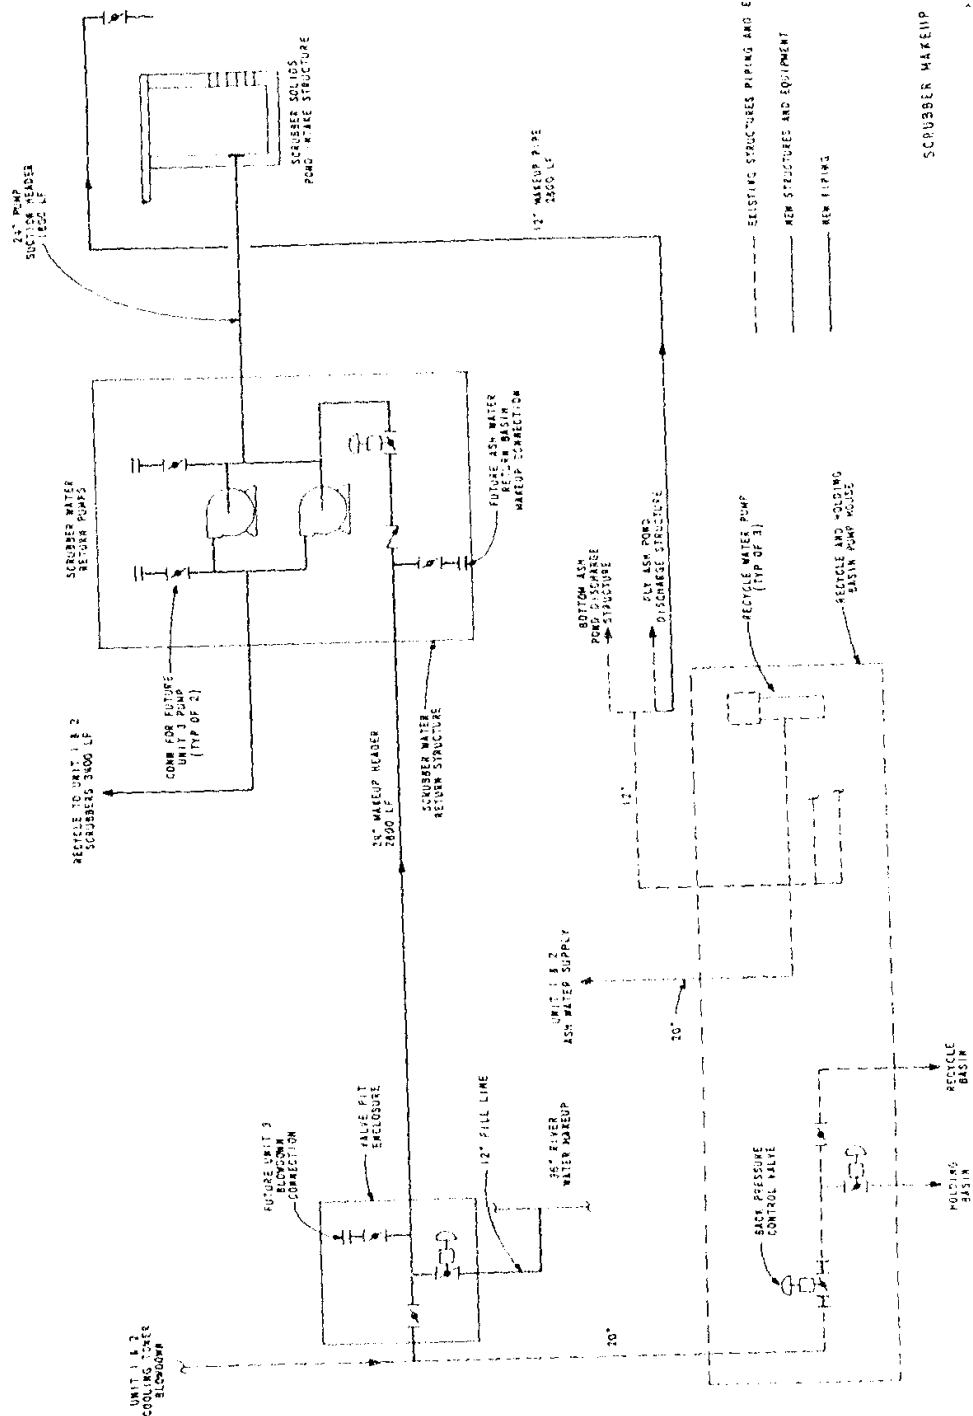 24" PUMP
SUCTION HEADER
1800 LF
SCRUBBER SOLIDS
POND INTAKE STRUCTURE
12" MAKEUP PIPE
2800 LF
SCRUBBER WATER
RETURN PUMPS
FUTURE ASH WATER
RETURN BASIN
MAKEUP CONNECTION
CONN FOR FUTURE
UNIT 3 PUMP
(TYP OF 2)
RECYCLE TO UNIT 1 & 2
SCRUBBERS 3400 LF
24" MAKEUP HEADER
2800 LF
SCRUBBER WATER
RETURN STRUCTURE
BOTTOM ASH
POND DISCHARGE
STRUCTURE
FLY ASH POND
DISCHARGE STRUCTURE
RECYCLE WATER PUMP
(TYP OF 3)
RECYCLE AND HOLDING
BASIN PUMP HOUSE
12"
UNIT 1 & 2
ASH WATER SUPPLY
20"
FUTURE UNIT 3
BLOWDOWN
CONNECTION
VALVE PIT
ENCLOSURE
12" FILL LINE
36" RIVER
WATER MAKEUP
UNIT 1 & 2
COOLING TOWER
BLOWDOWN
20"
BACK PRESSURE
CONTROL VALVE
HOLDING
BASIN
RECYCLE
BASIN
EXISTING STRUCTURES PIPING AND E
NEW STRUCTURES AND EQUIPMENT
NEW PIPING
SCRUBBER MAKEUP